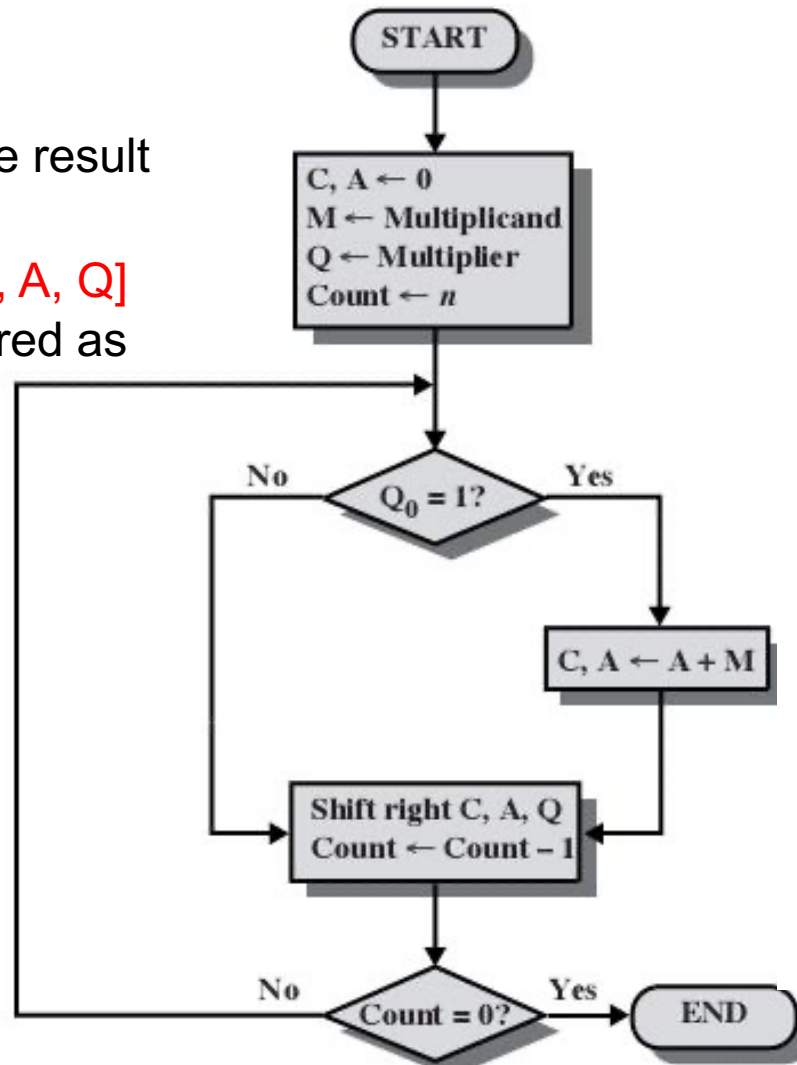 START
e result
C, A ← 0
M ← Multiplicand
Q ← Multiplier
Count ← n
, A, Q]
red as
No
Yes
Q₀ = 1?
C, A ← A + M
Shift right C, A, Q
Count ← Count – 1
No
Yes
Count = 0?
END